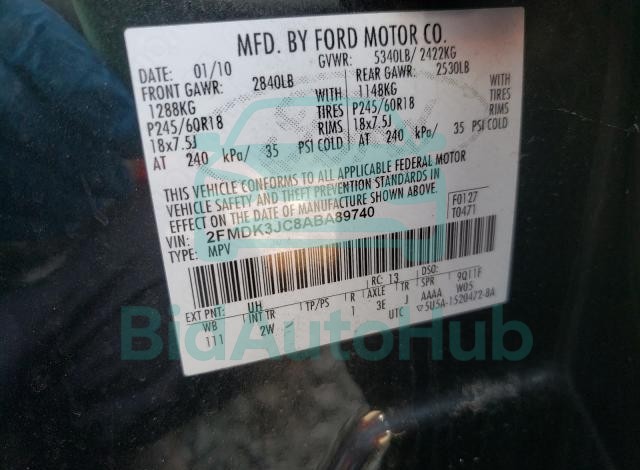 MFD. BY FORD MOTOR CO.
DATE: 01/10 GVWR: 5340LB/ 2422KG
FRONT GAWR: 2840LB REAR GAWR: 2530LB
1288KG WITH 1148KG WITH
P245/60R18 TIRES P245/60R18 TIRES
18x7.5J RIMS 18x7.5J RIMS
AT 240 kPa/ 35 PSI COLD AT 240 kPa/ 35 PSI COLD
THIS VEHICLE CONFORMS TO ALL APPLICABLE FEDERAL MOTOR
VEHICLE SAFETY AND THEFT PREVENTION STANDARDS
IN EFFECT ON THE DATE OF MANUFACTURE SHOWN ABOVE.
VIN: 2FMDK3JC8ABA89740 F0127
TYPE: MPV T0471
EXT PNT: UH RC: 13 DSO:
WB INT TR TP/PS R AXLE TR SPR 9Q11F
111 2W 1 3E J AAAA W05
UTC ▽5U5A-1520472-BA
BidAutoHub